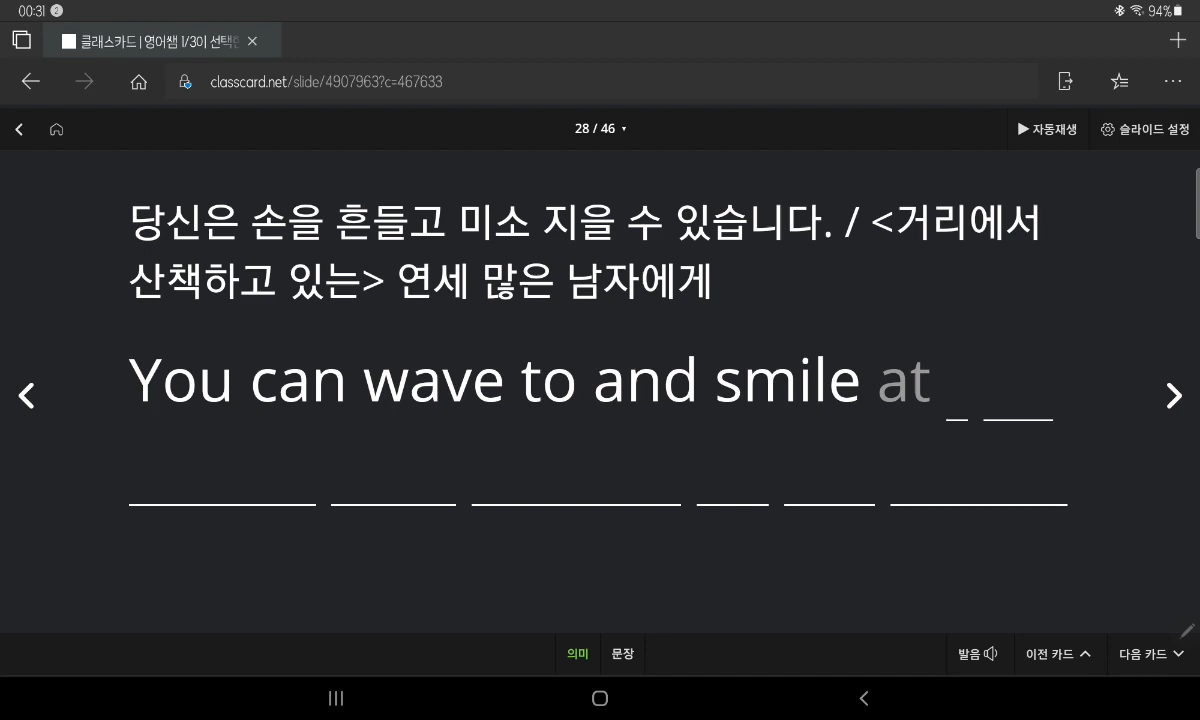 00:31 2 94%
클래스카드 | 영어쌤 1/3이 선택한
classcard.net/slide/4907963?c=467633
28 / 46 자동재생 슬라이드 설정
당신은 손을 흔들고 미소 지을 수 있습니다. / <거리에서
산책하고 있는> 연세 많은 남자에게
You can wave to and smile at
의미 문장 발음 이전 카드 다음 카드